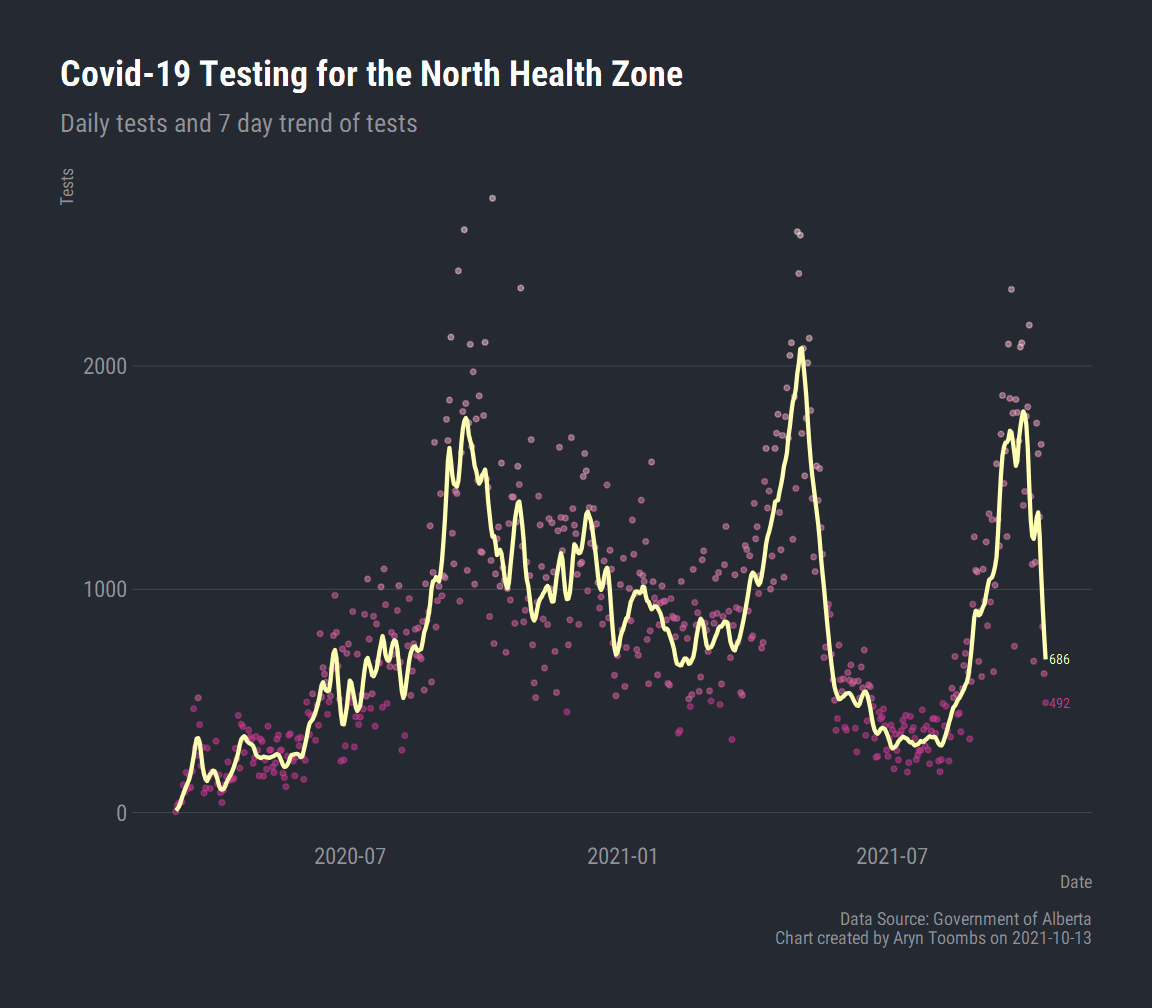 Covid-19 Testing for the North Health Zone
Daily tests and 7 day trend of tests
Tests
2000
1000
0
686
492
2020-07
2021-01
2021-07
Date
Data Source: Government of Alberta
Chart created by Aryn Toombs on 2021-10-13